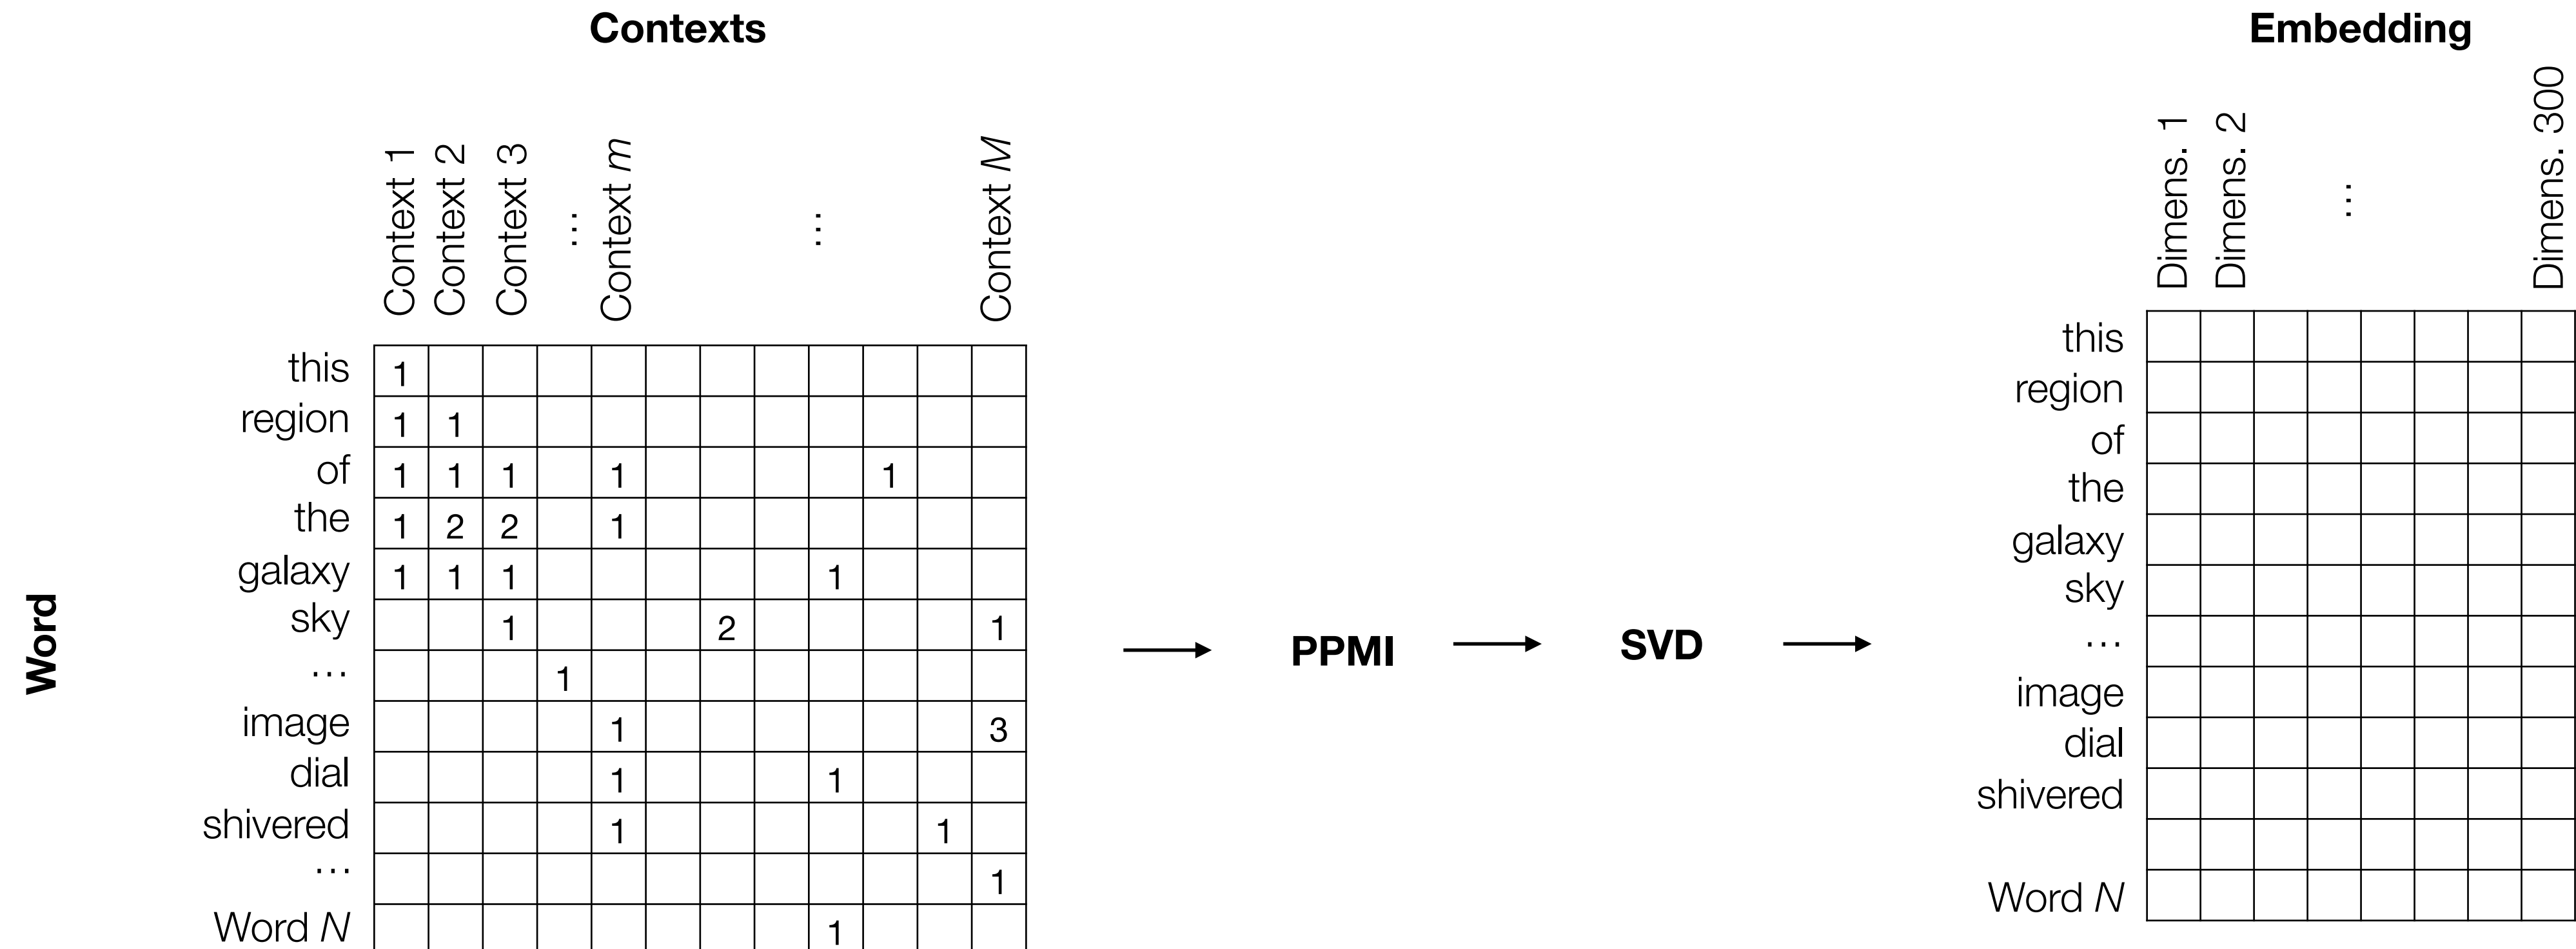 Contexts
Embedding
Context 1 Context 2 Context 3 ... Context m ... Context M
Dimens. 1 Dimens. 2 ... Dimens. 300
Word
this 1
region 1 1
of 1 1 1 1 1
the 1 2 2 1
galaxy 1 1 1 1
sky 1 2 1
... 1
image 1 3
dial 1 1
shivered 1 1
... 1
Word N 1
PPMI
SVD
this
region
of
the
galaxy
sky
...
image
dial
shivered
Word N